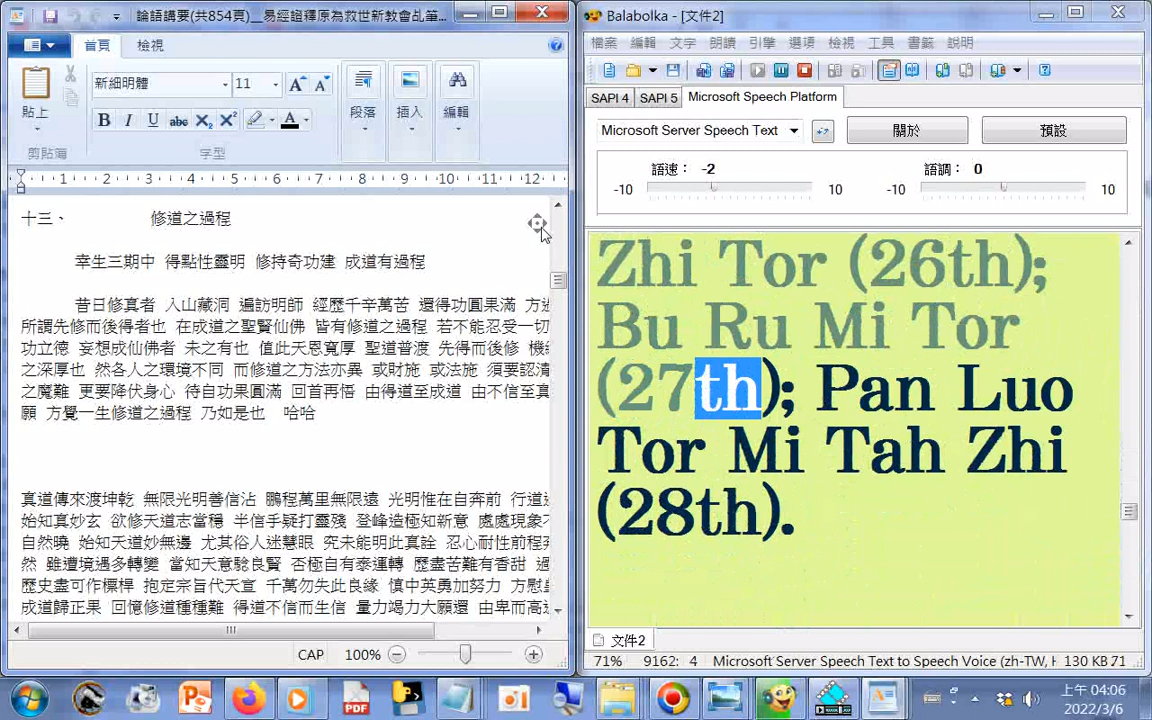 論語講要(共854頁)__易經證釋原為救世新教會乩筆...
首頁
檢視
貼上
剪貼簿
新細明體
11
B I U abc X₂ X² A
字型
段落
插入
編輯
1 2 3 4 5 6 7 8 9 10 11 12
十三、 修道之過程
幸生三期中 得點性靈明 修持奇功建 成道有過程
昔日修真者 入山藏洞 遍訪明師 經歷千辛萬苦 還得功圓果滿
所謂先修而後得者也 在成道之聖賢仙佛 皆有修道之過程 若不能忍受一切
功立德 妄想成仙佛者 未之有也 值此天恩寬厚 聖道普渡 先得而後修
之深厚也 然各人之環境不同 而修道之方法亦異 或財施 或法施 須要認清
之魔難 更要降伏身心 待自功果圓滿 回首再悟 由得道至成道 由不信至真
願 方覺一生修道之過程 乃如是也 哈哈
真道傳來渡坤乾 無限光明善信沾 鵬程萬里無限遠 光明惟在自奔前 行道
始知真妙玄 欲修天道志當穩 半信半疑打靈殘 登峰造極知新意 處處現象
自然曉 始知天道妙無邊 尤其俗人迷慧眼 究未能明此真詮 忍心耐性前程
然 雖遭境遇多轉變 當知天意驗良賢 否極自有泰運轉 歷盡苦難有香甜
歷史盡可作標桿 抱定宗旨代天宣 千萬勿失此良緣 慎中英勇加努力 方慰
成道歸正果 回憶修道種種難 得道不信而生信 量力竭力大願還 由卑而高
CAP 100%
Balabolka - [文件2]
檔案 編輯 文字 朗讀 引擎 選項 檢視 工具 書籤 說明
SAPI 4 SAPI 5 Microsoft Speech Platform
Microsoft Server Speech Text
關於
預設
語速： -2
-10 10
語調： 0
-10 10
Zhi Tor (26th);
Bu Ru Mi Tor
(27th); Pan Luo
Tor Mi Tah Zhi
(28th).
文件2
71% 9162: 4 Microsoft Server Speech Text to Speech Voice (zh-TW, H 130 KB 71
上午 04:06
2022/3/6